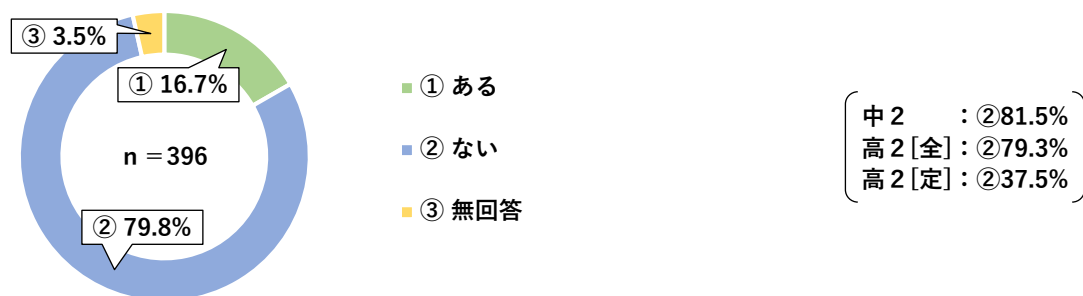 ③ 3.5%
① 16.7%
n ＝396
② 79.8%
① ある
② ない
③ 無回答
中２　　：②81.5%
高２[全]：②79.3%
高２[定]：②37.5%